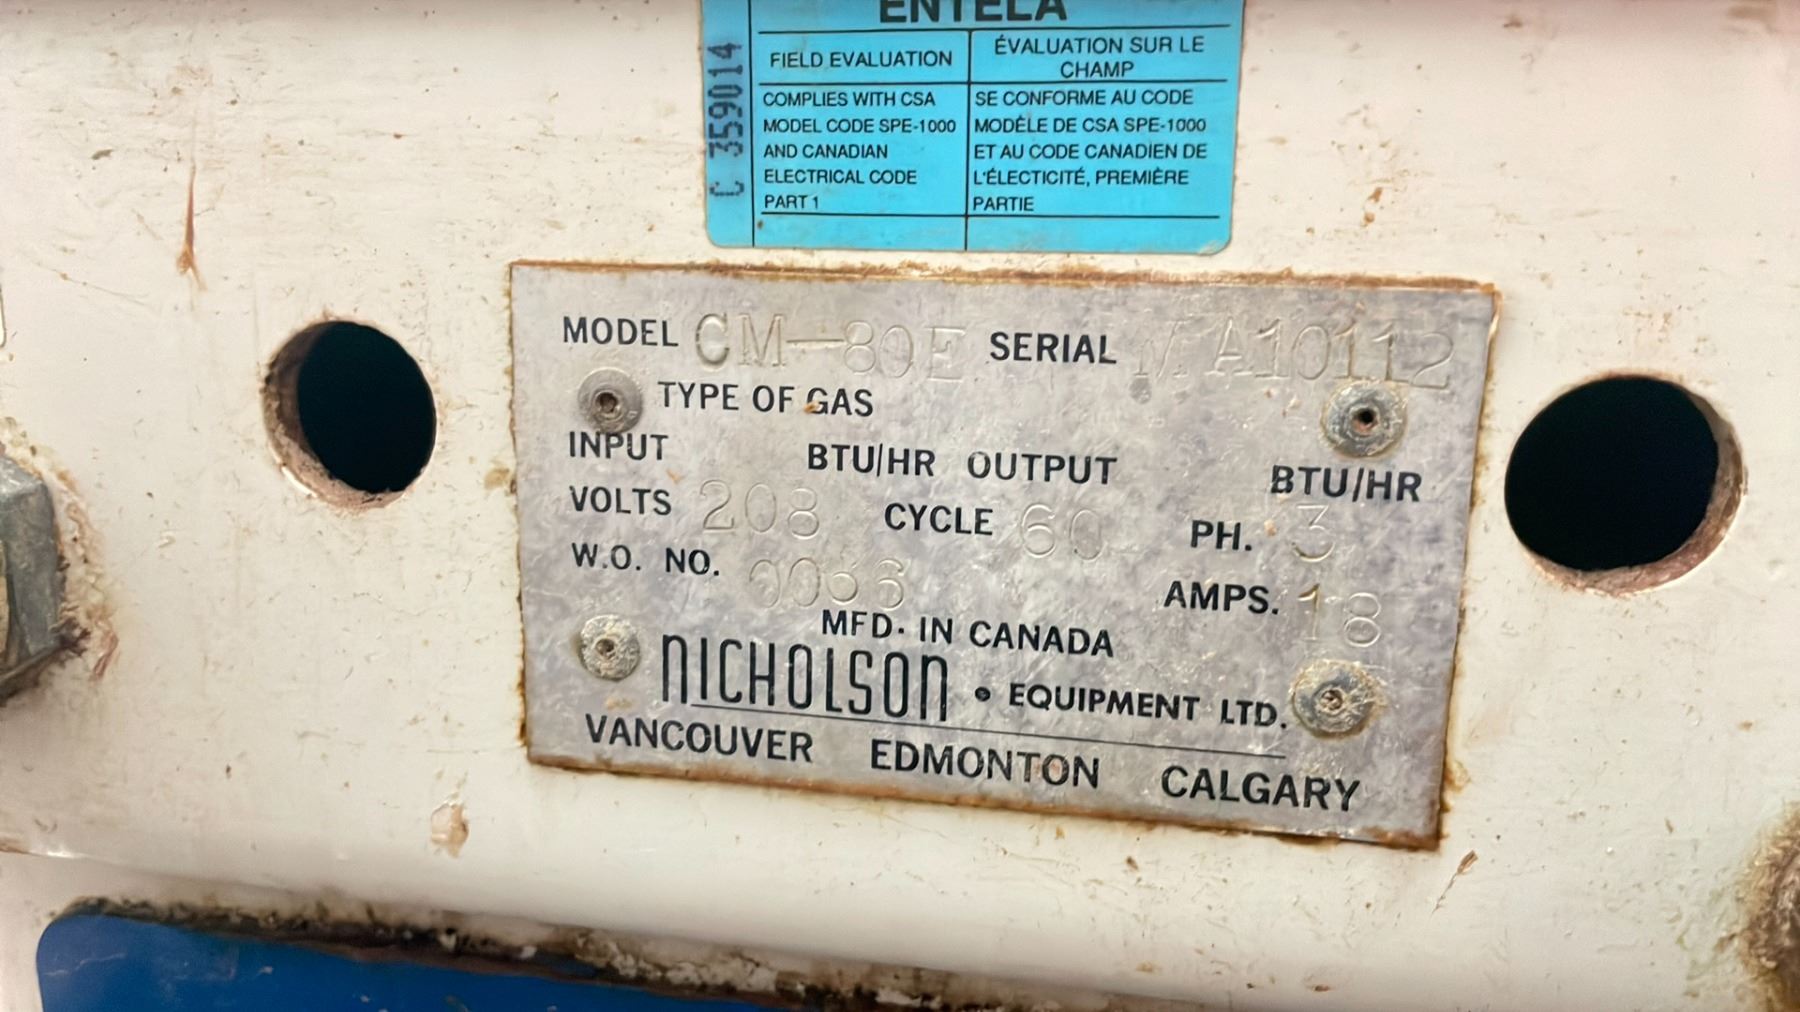 ENTELA
C 359014
FIELD EVALUATION
ÉVALUATION SUR LE
CHAMP
COMPLIES WITH CSA
MODEL CODE SPE-1000
AND CANADIAN
ELECTRICAL CODE
PART 1
SE CONFORME AU CODE
MODÈLE DE CSA SPE-1000
ET AU CODE CANADIEN DE
L'ÉLECTICITÉ, PREMIÈRE
PARTIE
MODEL CM-80E SERIAL MA10112
TYPE OF GAS
INPUT BTU/HR OUTPUT BTU/HR
VOLTS 208 CYCLE 60 PH. 3
W.O. NO. AMPS. 18
MFD. IN CANADA
NICHOLSON • EQUIPMENT LTD.
VANCOUVER EDMONTON CALGARY